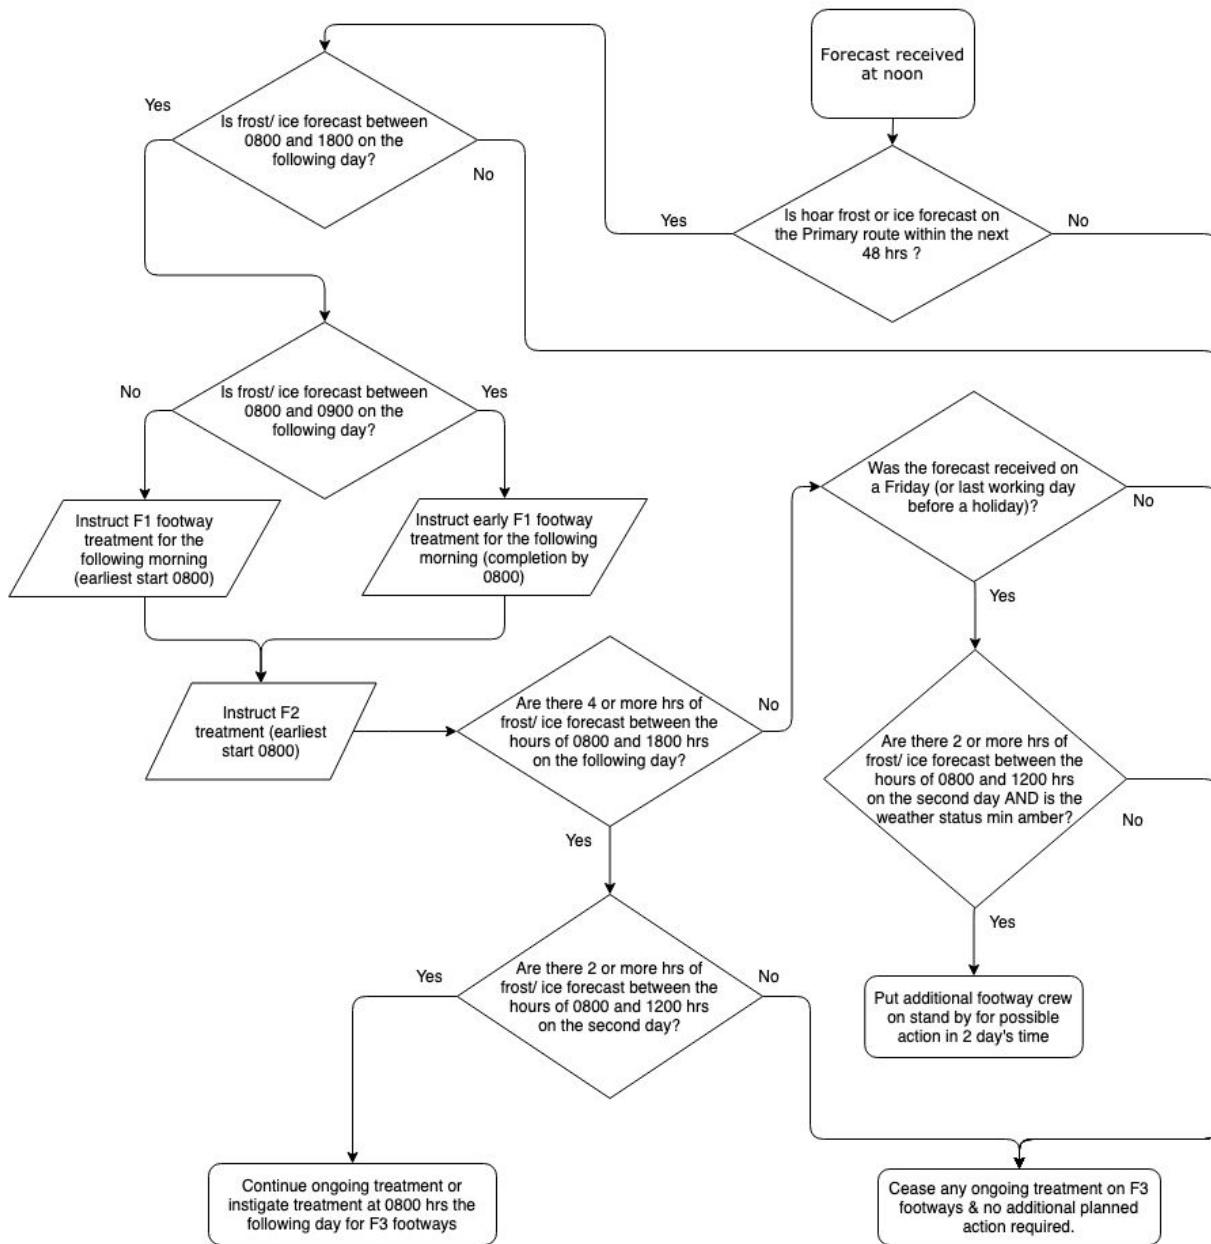 Forecast received
at noon
Is hoar frost or ice forecast on
the Primary route within the next
48 hrs ?
Yes
No
Is frost/ ice forecast between
0800 and 1800 on the
following day?
Yes
No
Is frost/ ice forecast between
0800 and 0900 on the
following day?
No
Yes
Instruct F1 footway
treatment for the
following morning
(earliest start 0800)
Instruct early F1 footway
treatment for the following
morning (completion by
0800)
Instruct F2
treatment (earliest
start 0800)
Are there 4 or more hrs of
frost/ ice forecast between the
hours of 0800 and 1800 hrs
on the following day?
No
Yes
Was the forecast received on
a Friday (or last working day
before a holiday)?
No
Yes
Are there 2 or more hrs of
frost/ ice forecast between the
hours of 0800 and 1200 hrs
on the second day AND is the
weather status min amber?
No
Yes
Put additional footway crew
on stand by for possible
action in 2 day's time
Are there 2 or more hrs of
frost/ ice forecast between the
hours of 0800 and 1200 hrs
on the second day?
Yes
No
Continue ongoing treatment or
instigate treatment at 0800 hrs the
following day for F3 footways
Cease any ongoing treatment on F3
footways & no additional planned
action required.